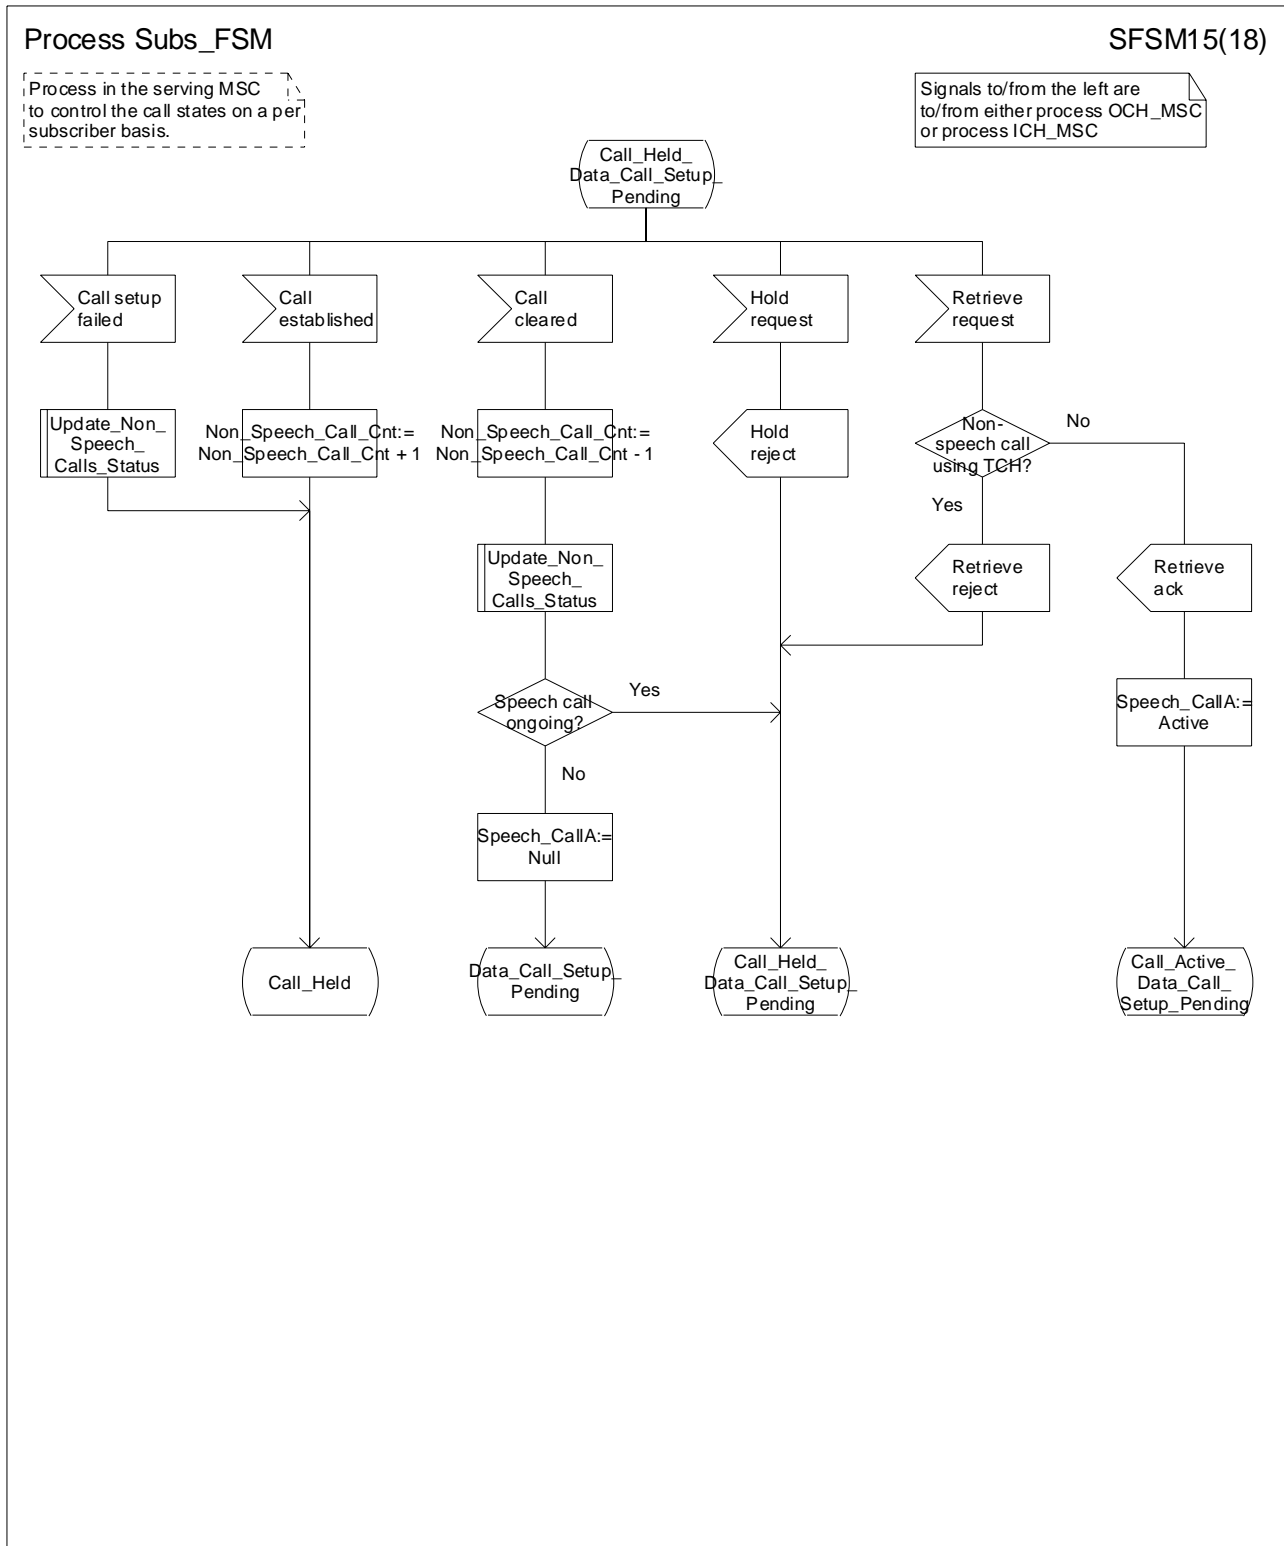 Process Subs_FSM
SFSM15(18)
Process in the serving MSC
to control the call states on a per
subscriber basis.
Signals to/from the left are
to/from either process OCH_MSC
or process ICH_MSC
Call_Held_
Data_Call_Setup_
Pending
Call setup
failed
Call
established
Call
cleared
Hold
request
Retrieve
request
Update_Non_
Speech_
Calls_Status
Non_Speech_Call_Cnt:=
Non_Speech_Call_Cnt + 1
Non_Speech_Call_Cnt:=
Non_Speech_Call_Cnt - 1
Hold
reject
Non-
speech call
using TCH?
No
Yes
Update_Non_
Speech_
Calls_Status
Retrieve
reject
Retrieve
ack
Speech call
ongoing?
Yes
No
Speech_CallA:=
Active
Speech_CallA:=
Null
Call_Held
Data_Call_Setup_
Pending
Call_Held_
Data_Call_Setup_
Pending
Call_Active_
Data_Call_
Setup_Pending